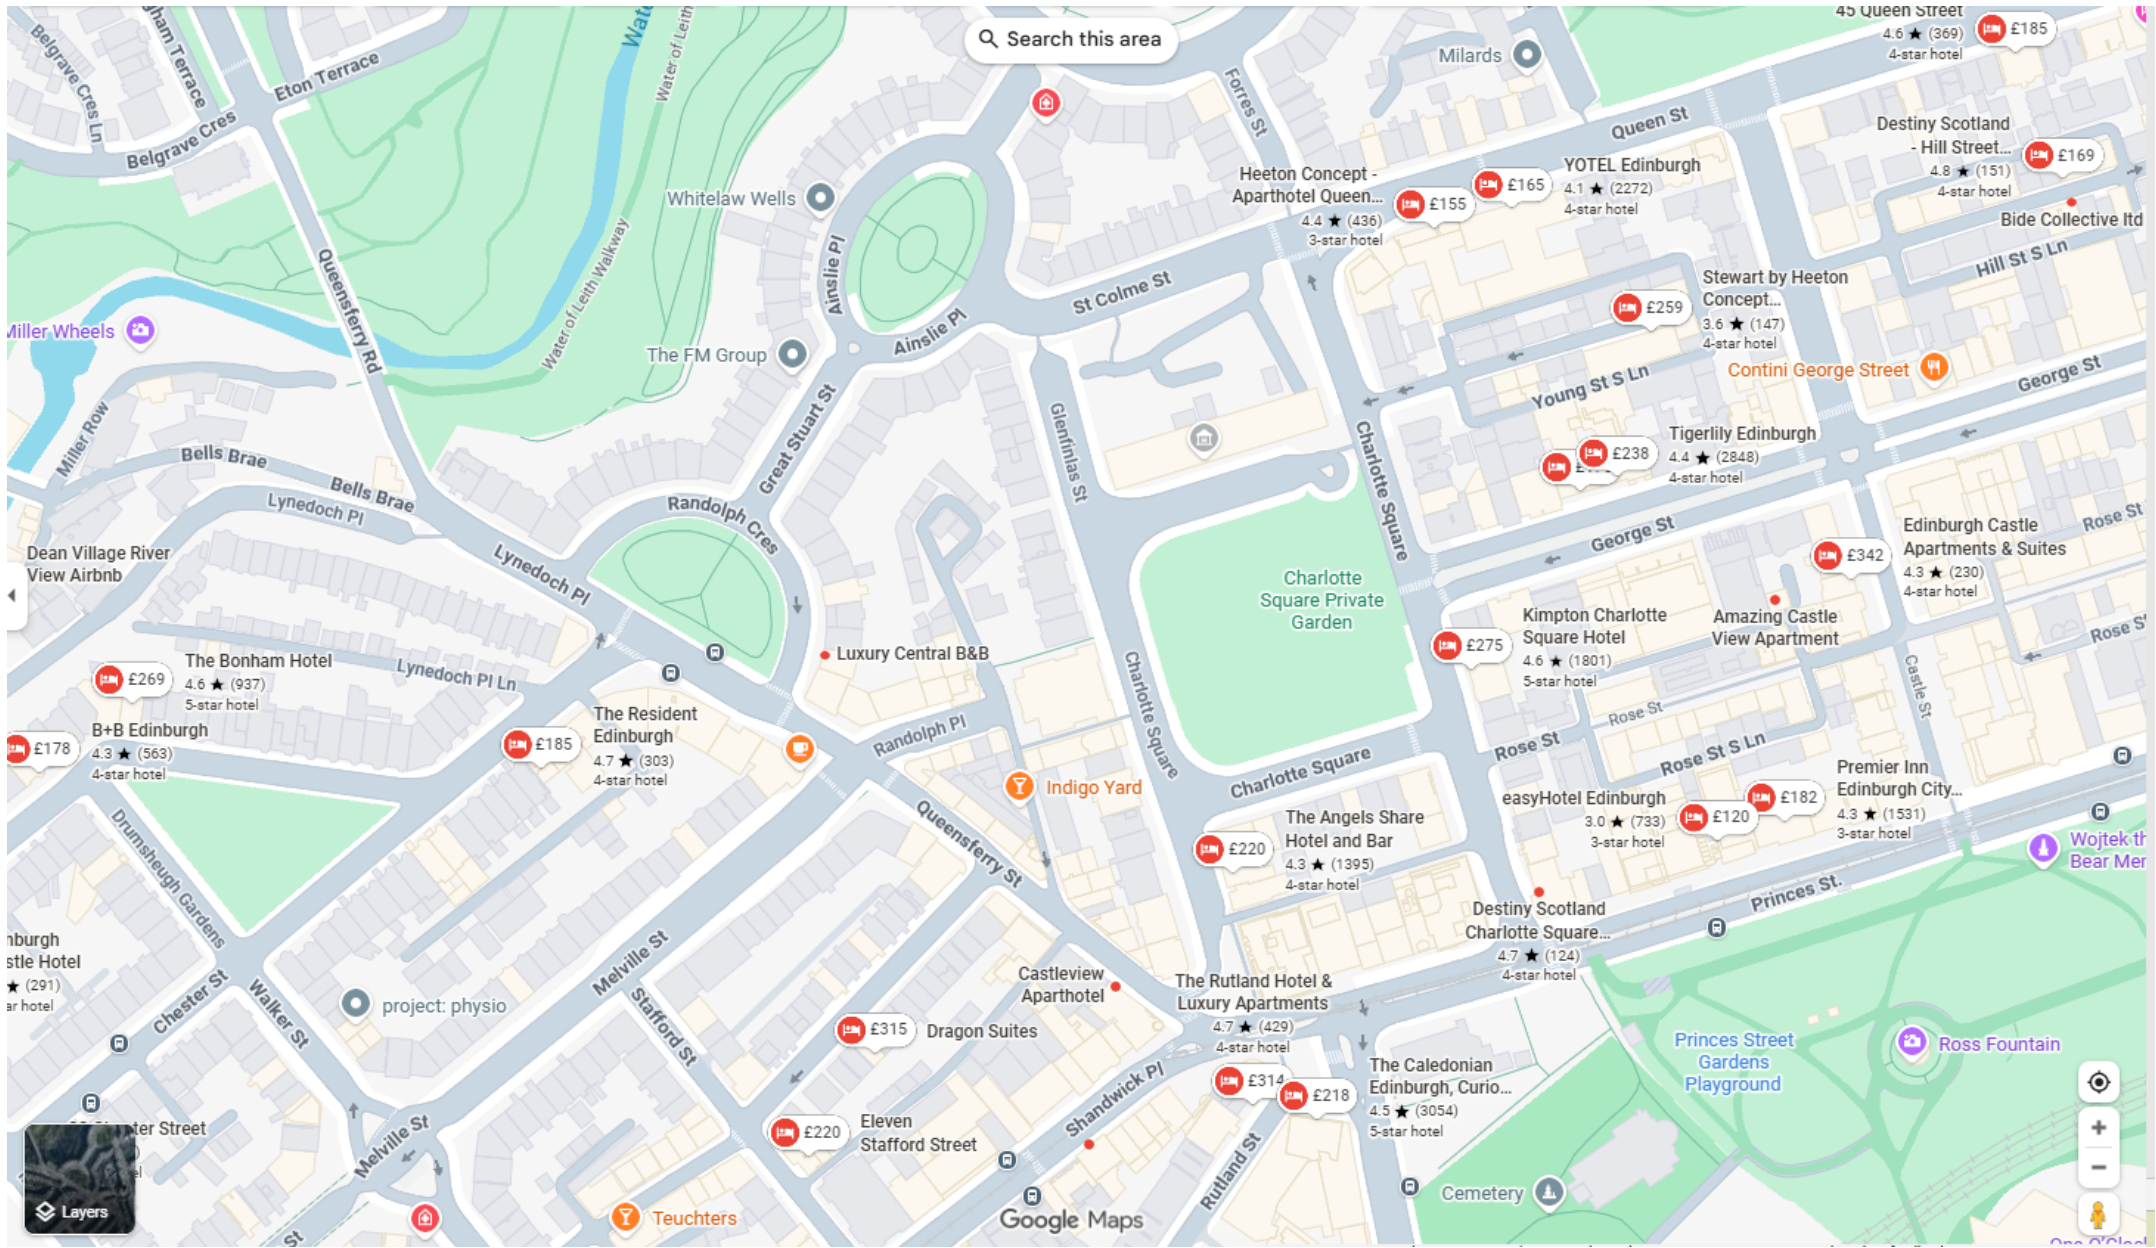 Search this area
45 Queen Street
4.6 ★ (369)
4-star hotel
£185
Milards
Belgrave Cres Ln
Eton Terrace
Belgrave Cres
Water of Leith
Forres St
Queen St
Destiny Scotland
- Hill Street...
4.8 ★ (151)
4-star hotel
£169
Bide Collective ltd
Hill St S Ln
Heeton Concept -
Aparthotel Queen...
4.4 ★ (436)
3-star hotel
£155
£165
YOTEL Edinburgh
4.1 ★ (2272)
4-star hotel
Whitelaw Wells
Ainslie Pl
Queensferry Rd
Water of Leith Walkway
St Colme St
Ainslie Pl
Stewart by Heeton
Concept...
3.6 ★ (147)
4-star hotel
£259
Miller Wheels
The FM Group
Contini George Street
George St
Young St S Ln
Great Stuart St
Glenfinlas St
Charlotte Square
Miller Row
Bells Brae
Bells Brae
Lynedoch Pl
Tigerlily Edinburgh
4.4 ★ (2848)
4-star hotel
£238
Randolph Cres
George St
Rose St
Dean Village River
View Airbnb
Lynedoch Pl
Charlotte
Square Private
Garden
£342
Edinburgh Castle
Apartments & Suites
4.3 ★ (230)
4-star hotel
Amazing Castle
View Apartment
Rose St
Kimpton Charlotte
Square Hotel
4.6 ★ (1801)
5-star hotel
£275
Luxury Central B&B
The Bonham Hotel
4.6 ★ (937)
5-star hotel
£269
Lynedoch Pl Ln
Castle St
B+B Edinburgh
4.3 ★ (563)
4-star hotel
£178
The Resident
Edinburgh
4.7 ★ (303)
4-star hotel
£185
Randolph Pl
Charlotte Square
Rose St
Rose St
Rose St S Ln
Charlotte Square
Indigo Yard
Premier Inn
Edinburgh City...
4.3 ★ (1531)
3-star hotel
£182
easyHotel Edinburgh
3.0 ★ (733)
3-star hotel
£120
Drumsheugh Gardens
Queensferry St
The Angels Share
Hotel and Bar
4.3 ★ (1395)
4-star hotel
£220
Wojtek th
Bear Mer
Princes St.
Destiny Scotland
Charlotte Square...
4.7 ★ (124)
4-star hotel
nburgh
stle Hotel
★ (291)
ar hotel
Melville St
Castleview
Aparthotel
The Rutland Hotel &
Luxury Apartments
4.7 ★ (429)
4-star hotel
£314
Chester St
Walker St
project: physio
Stafford St
£315
Dragon Suites
Princes Street
Gardens
Playground
Ross Fountain
The Caledonian
Edinburgh, Curio...
4.5 ★ (3054)
5-star hotel
£218
Shandwick Pl
£220
Eleven
Stafford Street
Melville St
Rutland St
Cemetery
Layers
Teuchters
Google Maps